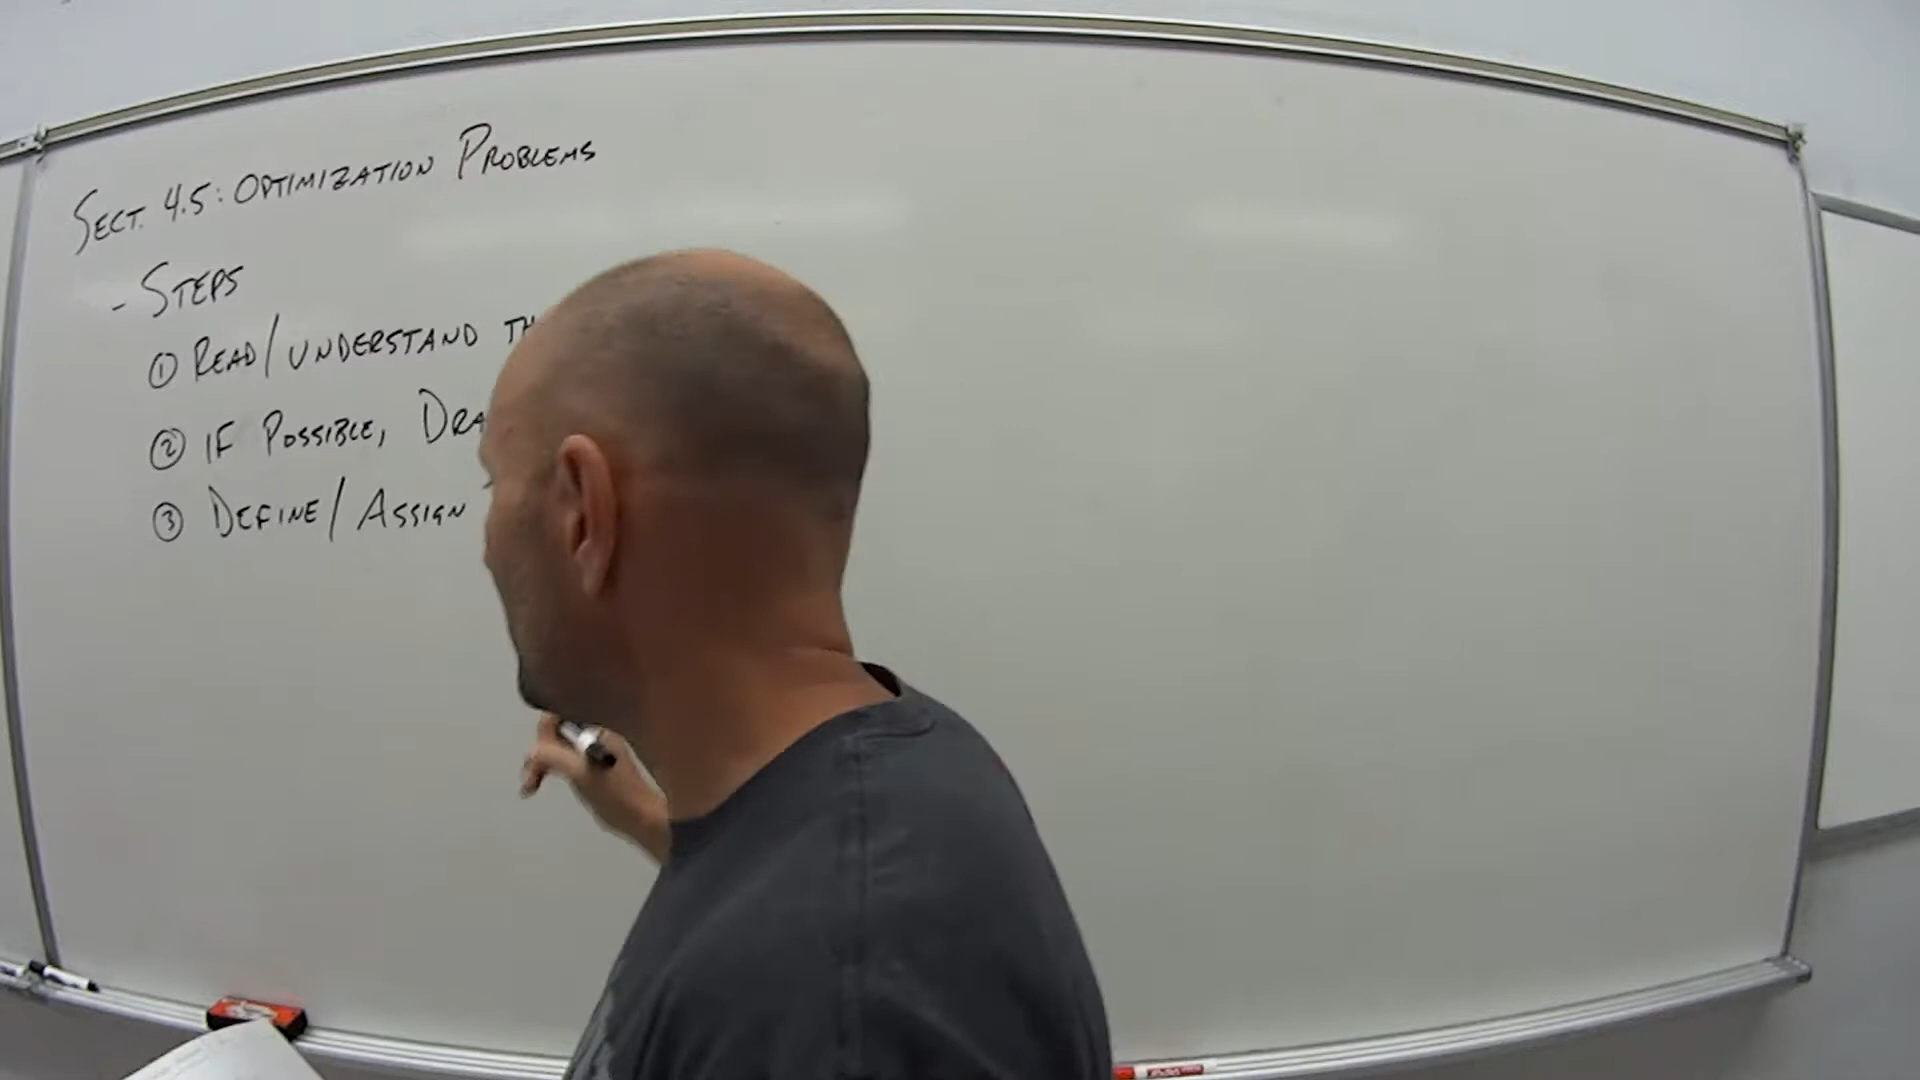 SECT. 4.5: OPTIMIZATION PROBLEMS
- STEPS
① READ/UNDERSTAND TH
② IF POSSIBLE, DRA
③ DEFINE/ASSIGN